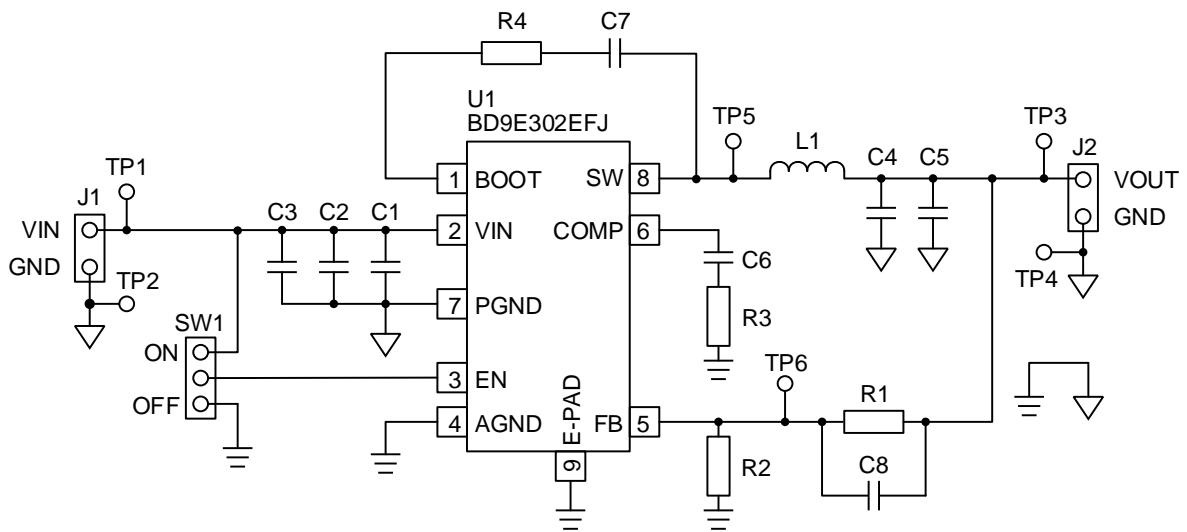 R4
C7
U1
BD9E302EFJ
TP5
L1
C4
C5
TP3
J2
1
BOOT
SW
8
VOUT
GND
TP1
J1
VIN
GND
TP2
C3
C2
C1
2
VIN
COMP
6
C6
R3
TP4
7
PGND
SW1
ON
OFF
3
EN
4
AGND
E-PAD
9
FB
5
TP6
R1
R2
C8